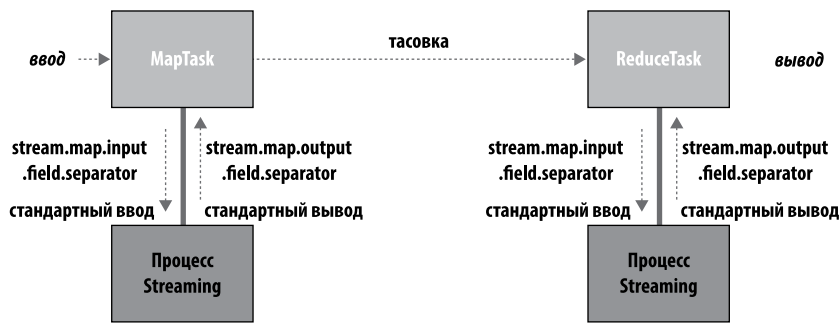 ввод
MapTask
тасовка
ReduceTask
вывод
stream.map.input
.field.separator
стандартный ввод
stream.map.output
.field.separator
стандартный вывод
stream.map.input
.field.separator
стандартный ввод
stream.map.output
.field.separator
стандартный вывод
Процесс
Streaming
Процесс
Streaming